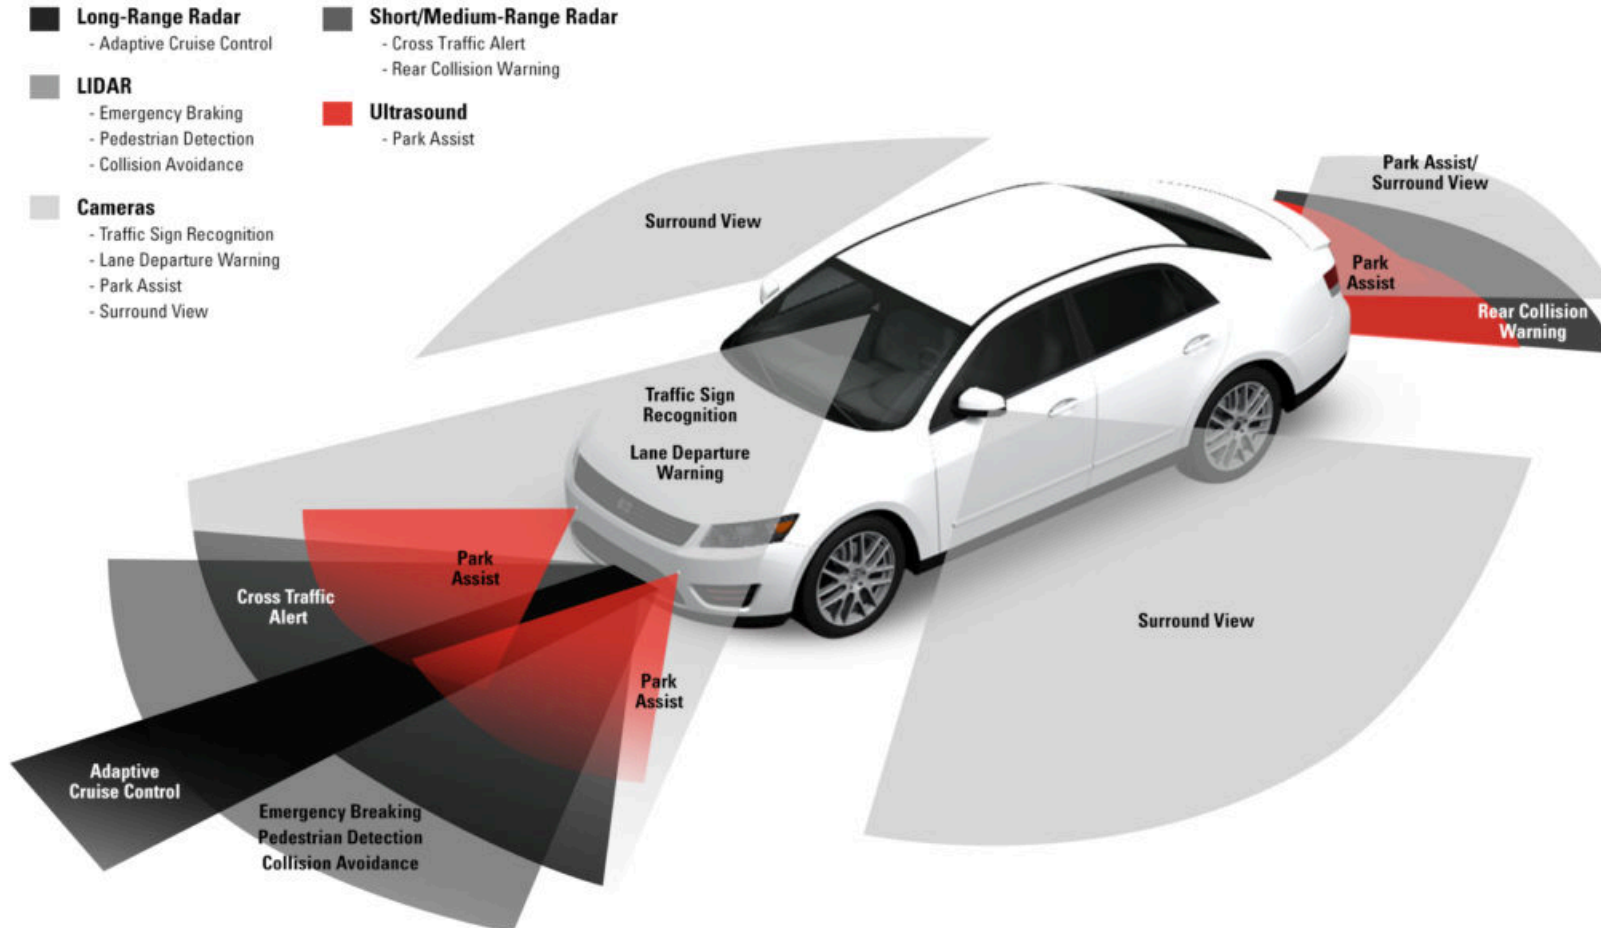 Long-Range Radar
- Adaptive Cruise Control
LIDAR
- Emergency Braking
- Pedestrian Detection
- Collision Avoidance
Cameras
- Traffic Sign Recognition
- Lane Departure Warning
- Park Assist
- Surround View
Short/Medium-Range Radar
- Cross Traffic Alert
- Rear Collision Warning
Ultrasound
- Park Assist
Surround View
Park Assist/
Surround View
Park
Assist
Rear Collision
Warning
Traffic Sign
Recognition
Lane Departure
Warning
Park
Assist
Cross Traffic
Alert
Surround View
Park
Assist
Adaptive
Cruise Control
Emergency Breaking
Pedestrian Detection
Collision Avoidance